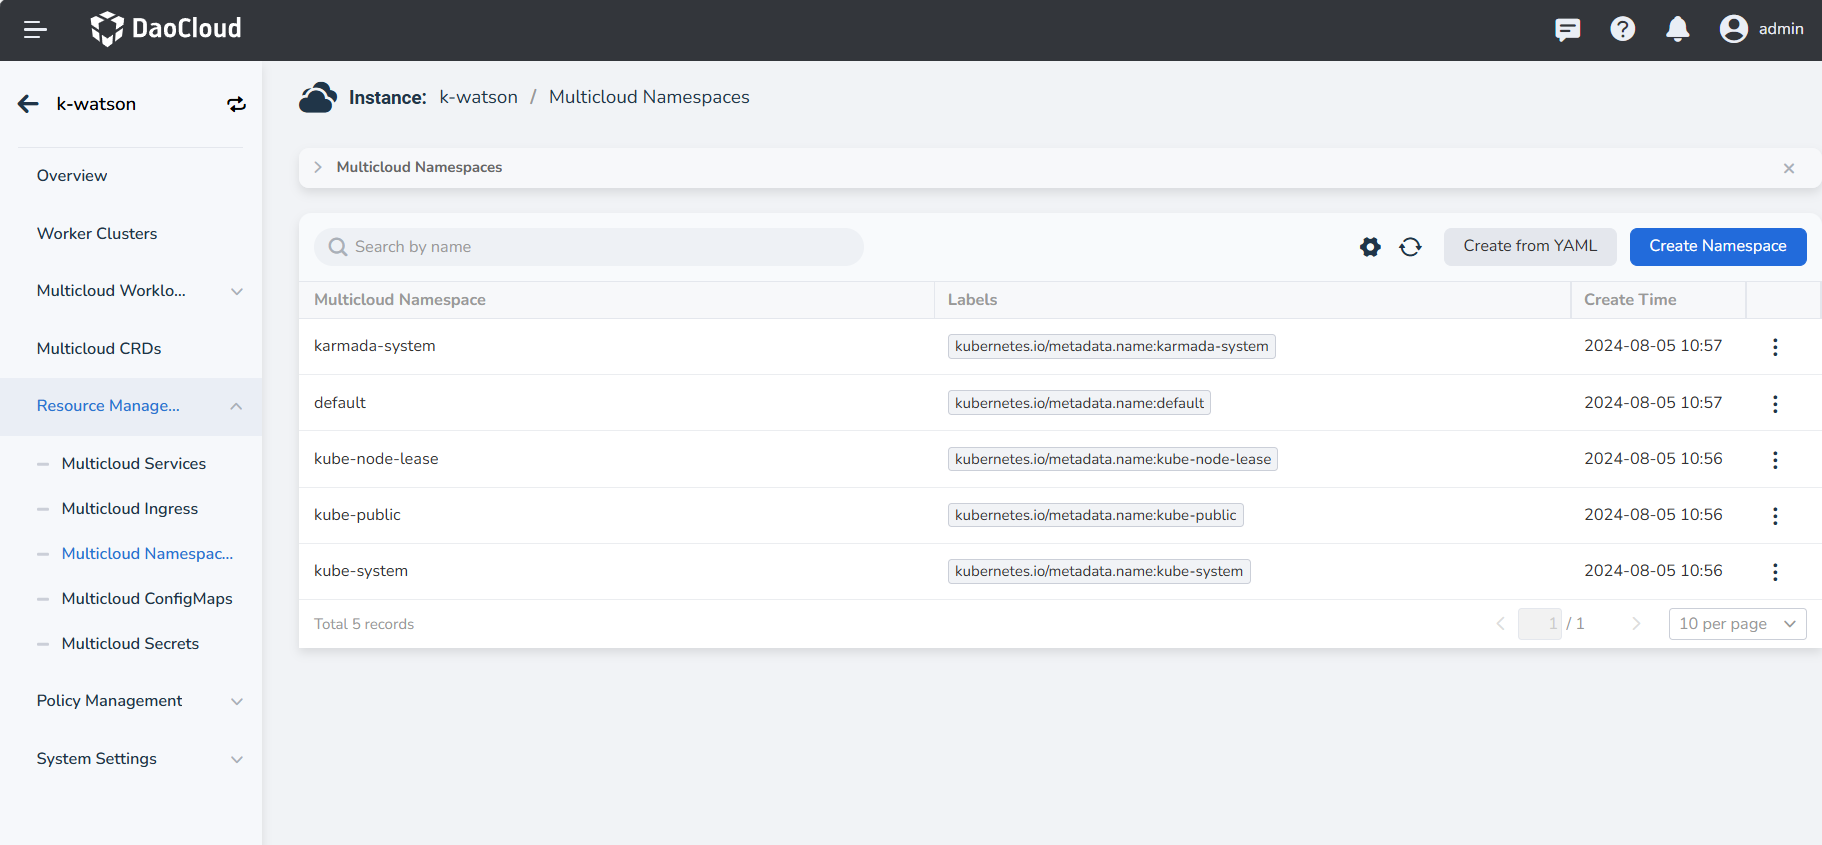 DaoCloud
admin
k-watson
Instance: k-watson / Multicloud Namespaces
Overview
Worker Clusters
Multicloud Worklo...
Multicloud CRDs
Resource Manage...
Multicloud Services
Multicloud Ingress
Multicloud Namespac...
Multicloud ConfigMaps
Multicloud Secrets
Policy Management
System Settings
Multicloud Namespaces
Search by name
Create from YAML
Create Namespace
Multicloud Namespace Labels Create Time
karmada-system kubernetes.io/metadata.name:karmada-system 2024-08-05 10:57
default kubernetes.io/metadata.name:default 2024-08-05 10:57
kube-node-lease kubernetes.io/metadata.name:kube-node-lease 2024-08-05 10:56
kube-public kubernetes.io/metadata.name:kube-public 2024-08-05 10:56
kube-system kubernetes.io/metadata.name:kube-system 2024-08-05 10:56
Total 5 records 1 / 1 10 per page